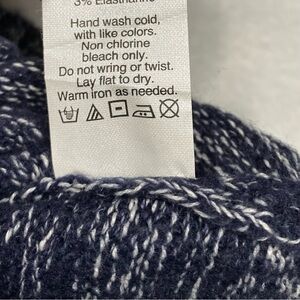 3% Elasthanne
Hand wash cold,
with like colors.
Non chlorine
bleach only.
Do not wring or twist.
Lay flat to dry.
Warm iron as needed.